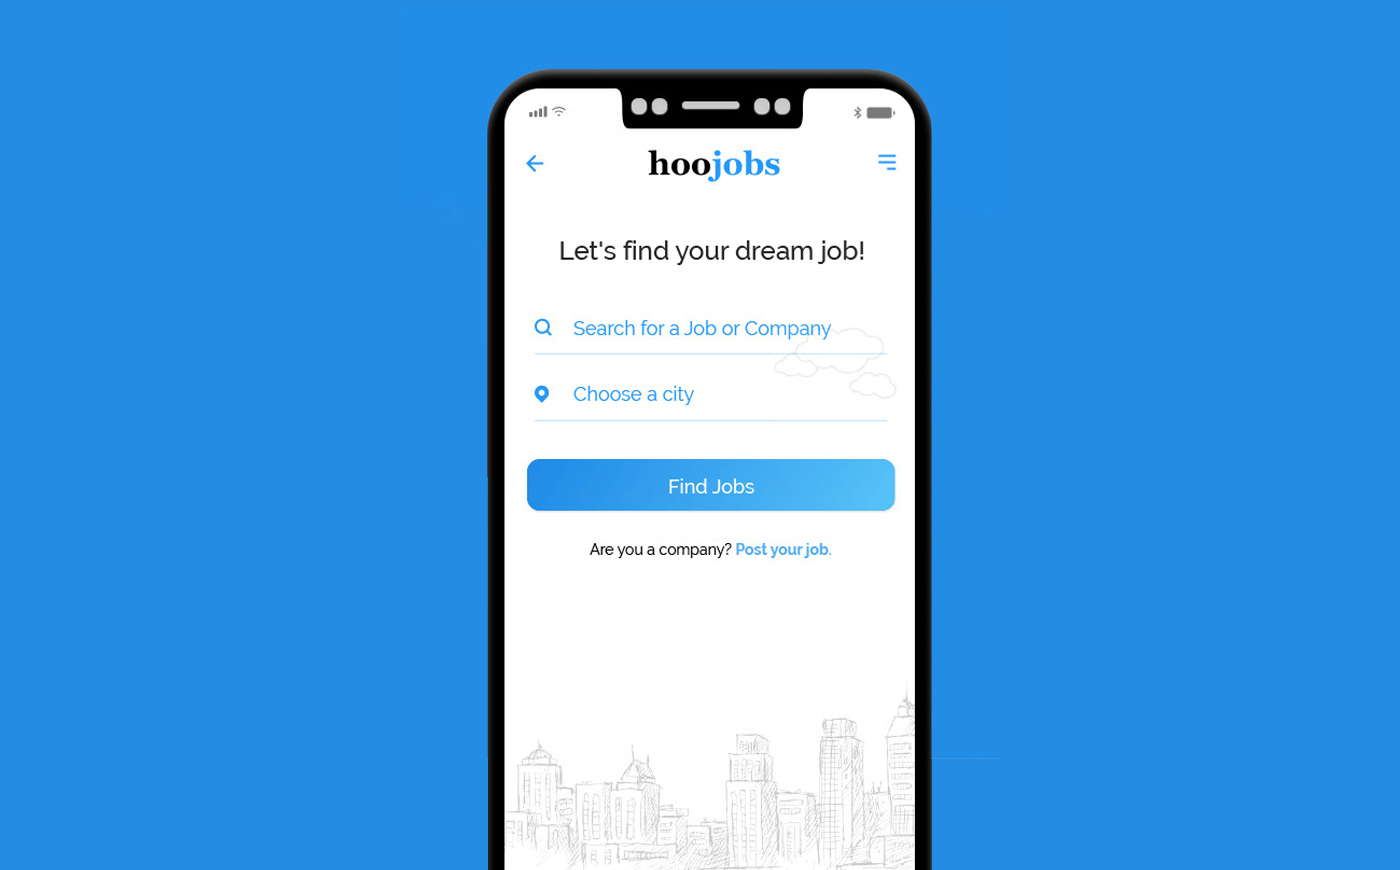 hoojobs
Let's find your dream job!
Search for a Job or Company
Choose a city
Find Jobs
Are you a company? Post your job.